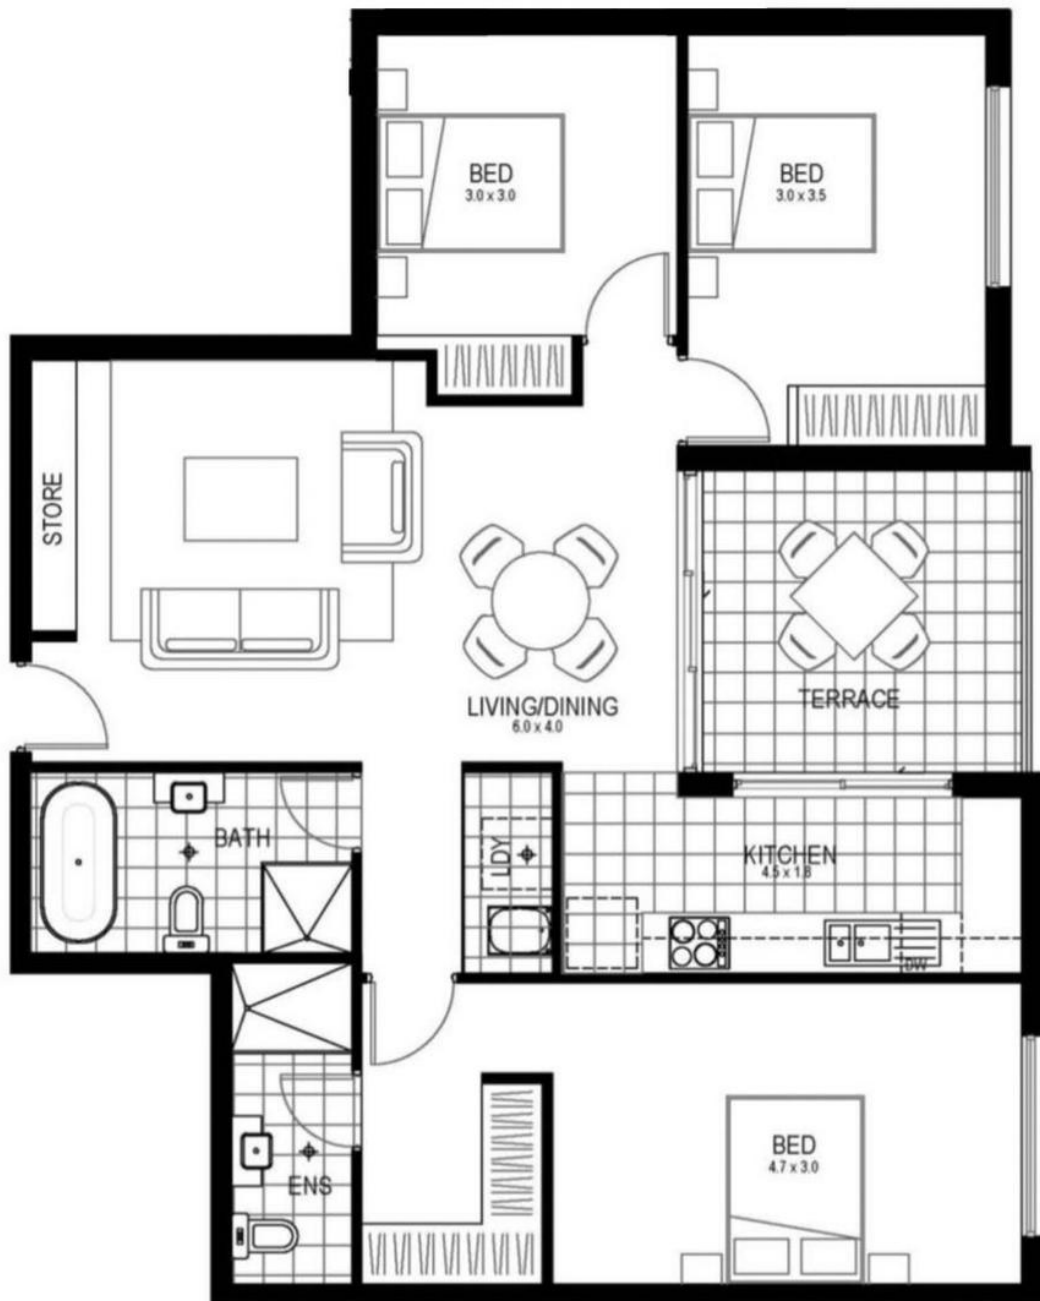 BED
3.0 x 3.0
BED
3.0 x 3.5
STORE
LIVING/DINING
6.0 x 4.0
TERRACE
BATH
LDY
KITCHEN
4.5 x 1.8
DW
ENS
BED
4.7 x 3.0